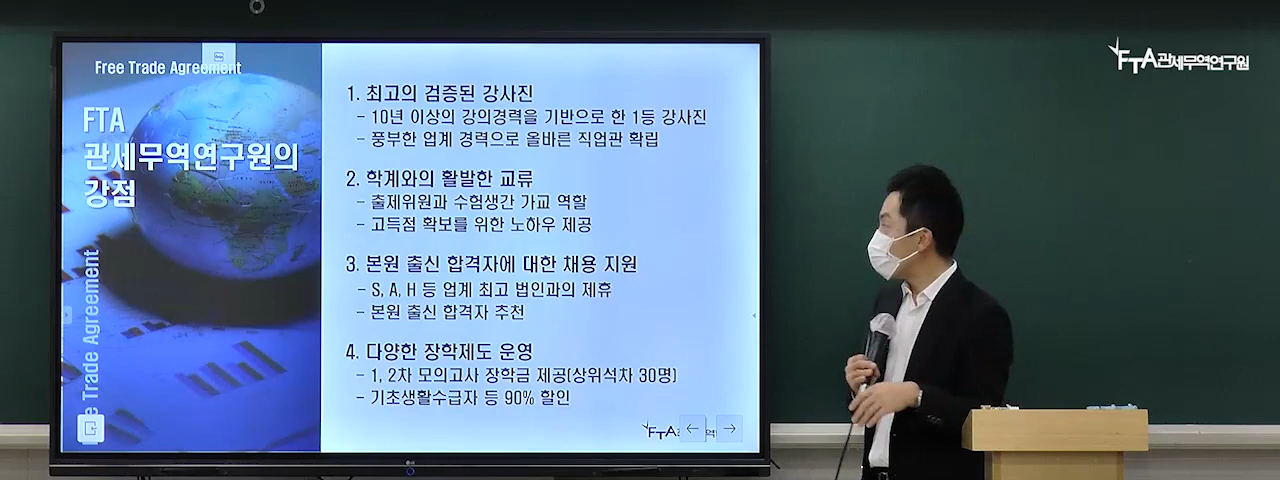 Free Trade Agreement
FTA
관세무역연구원의
강점
Trade Agreement
1. 최고의 검증된 강사진
- 10년 이상의 강의경력을 기반으로 한 1등 강사진
- 풍부한 업계 경력으로 올바른 직업관 확립
2. 학계와의 활발한 교류
- 출제위원과 수험생간 가교 역할
- 고득점 확보를 위한 노하우 제공
3. 본원 출신 합격자에 대한 채용 지원
- S, A, H 등 업계 최고 법인과의 제휴
- 본원 출신 합격자 추천
4. 다양한 장학제도 운영
- 1, 2차 모의고사 장학금 제공(상위석차 30명)
- 기초생활수급자 등 90% 할인
FTA
LG
FTA관세무역연구원